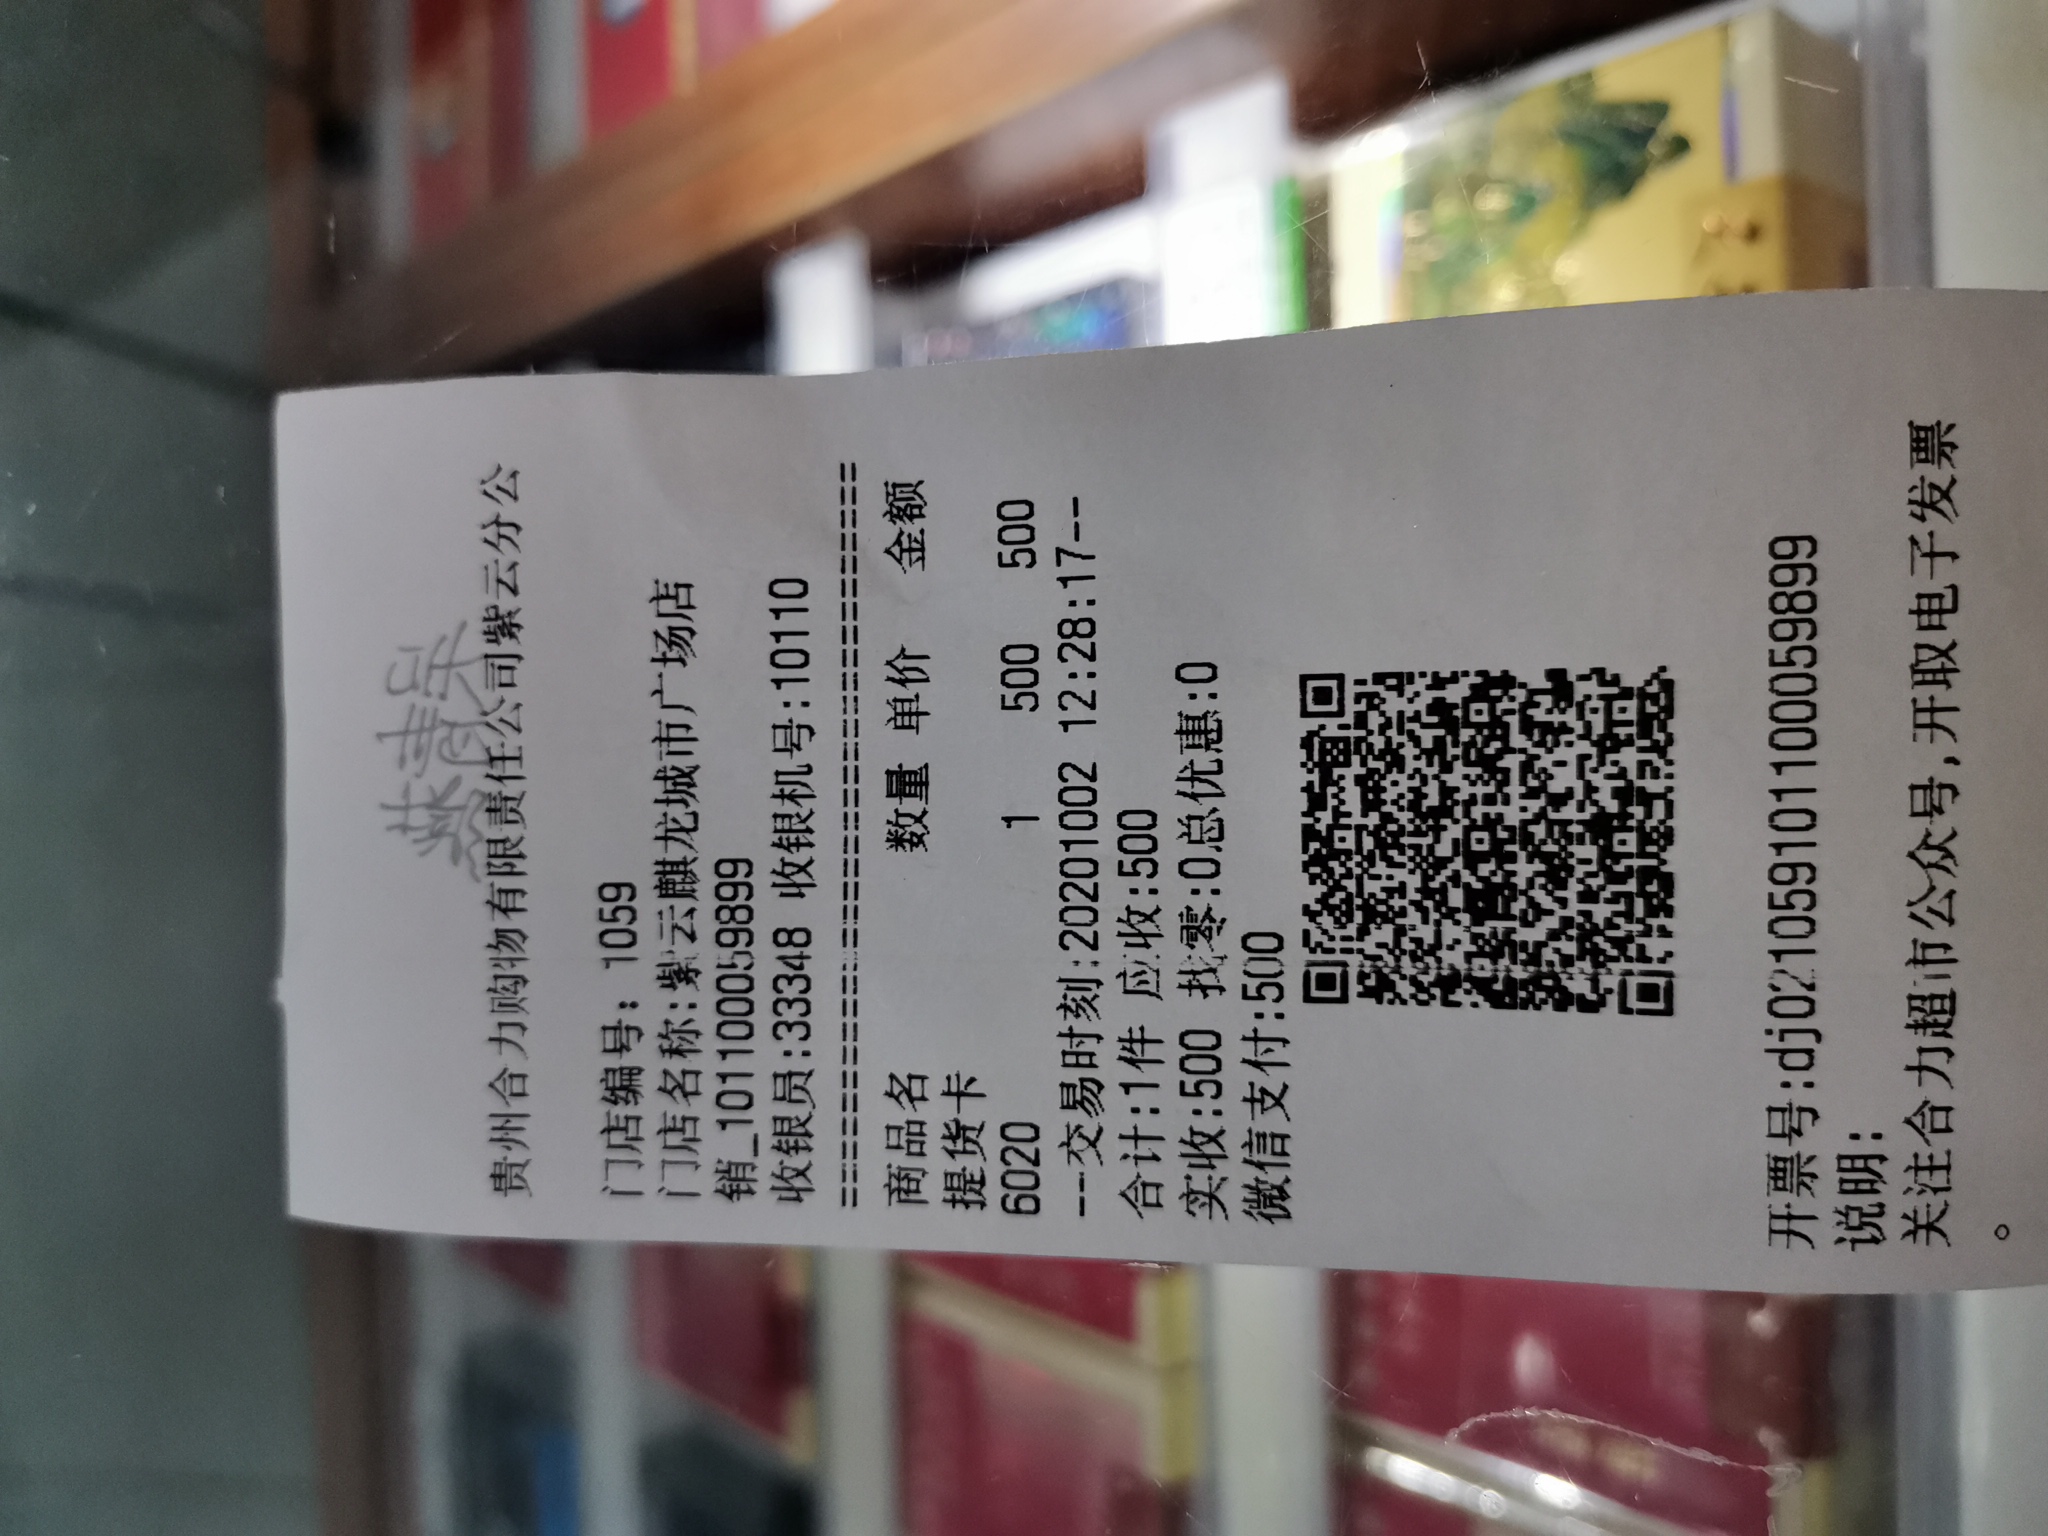 贵州合力购物有限责任公司紫云分公
门店编号: 1059
门店名称:紫云麒龙城市广场店
销_101100059899
收银员:33348 收银机号:10110
商品名 数量 单价 金额
提货卡
6020 1 500 500
--交易时刻:20201002 12:28:17--
合计:1件 应收:500
实收:500 找零:0总优惠:0
微信支付:500
开票号:dj021059101100059899
说明:
关注合力超市公众号,开取电子发票
。